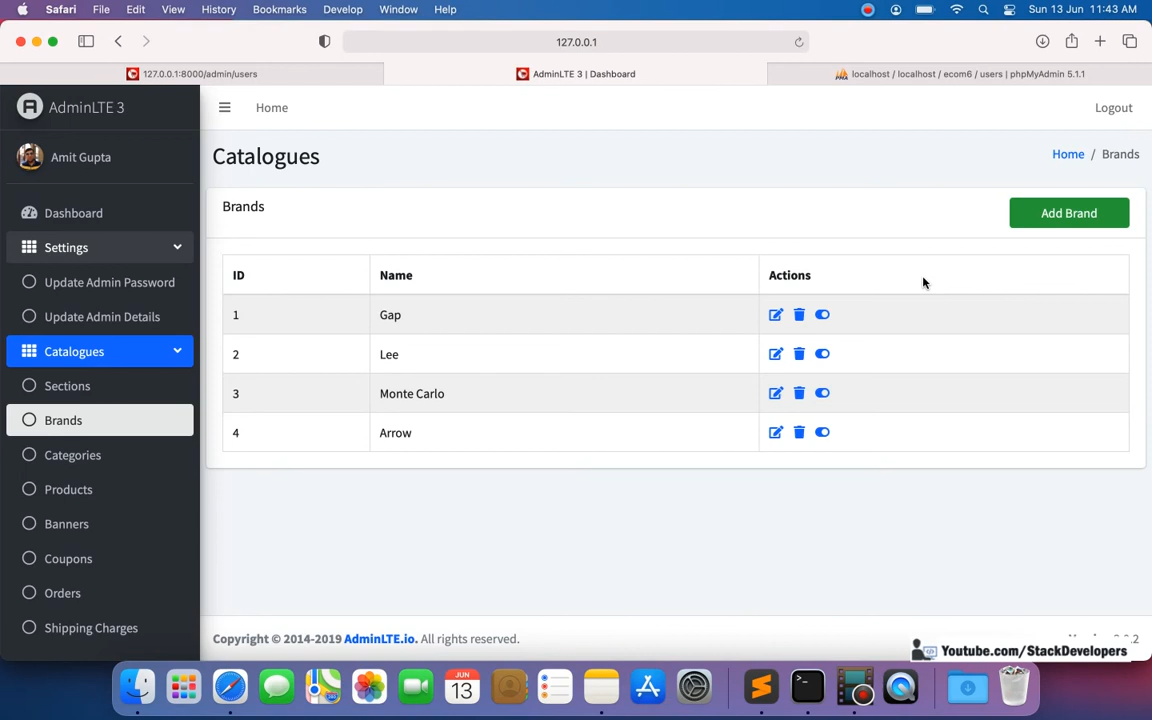 Safari File Edit View History Bookmarks Develop Window Help Sun 13 Jun 11:43 AM
127.0.0.1
127.0.0.1:8000/admin/users AdminLTE 3 | Dashboard localhost / localhost / ecom6 / users | phpMyAdmin 5.1.1
AdminLTE 3 Home Logout
Amit Gupta
Dashboard
Settings
Update Admin Password
Update Admin Details
Catalogues
Sections
Brands
Categories
Products
Banners
Coupons
Orders
Shipping Charges
Catalogues Home / Brands
Brands Add Brand
ID Name Actions
1 Gap
2 Lee
3 Monte Carlo
4 Arrow
Copyright © 2014-2019 AdminLTE.io. All rights reserved.
Youtube.com/StackDevelopers
JUN
13